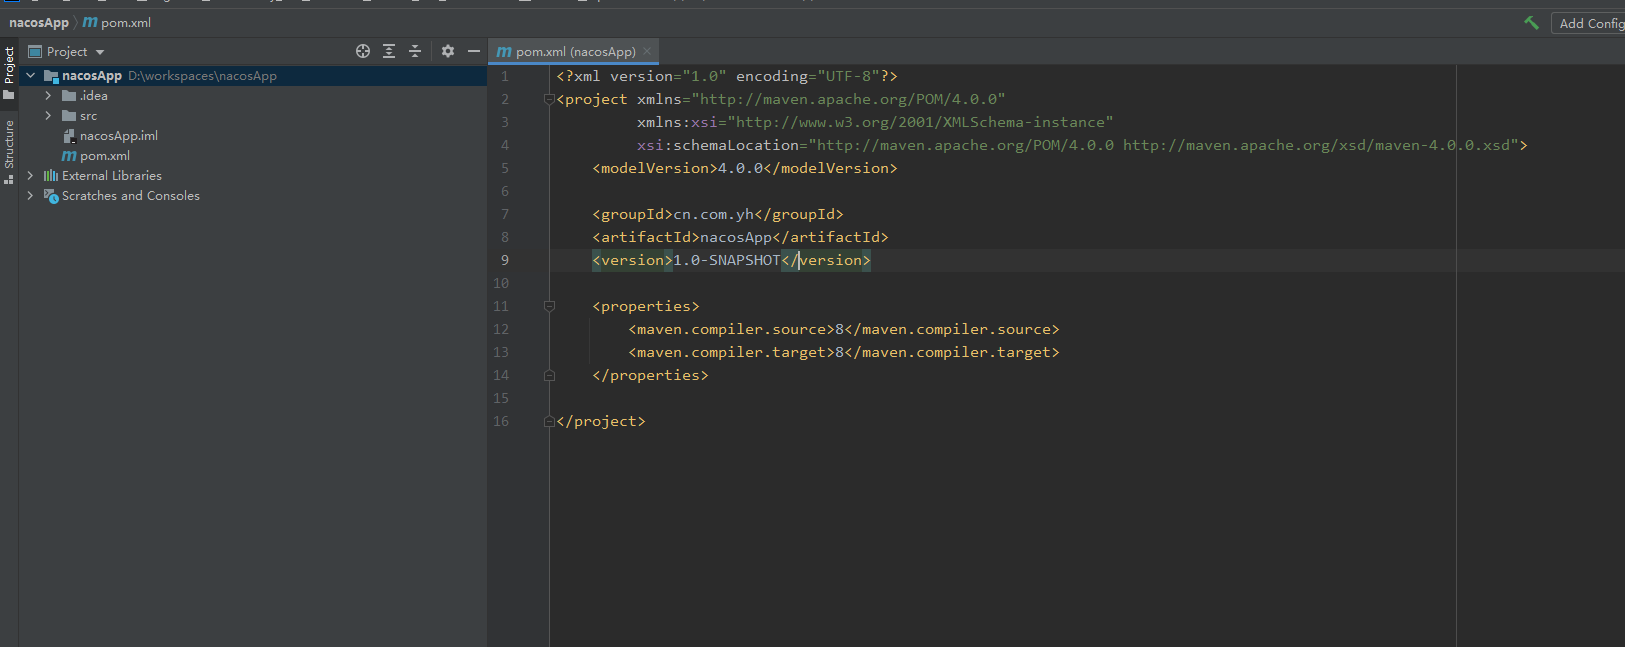 nacosApp
pom.xml
Add Config
Project
nacosApp D:\workspaces\nacosApp
.idea
src
nacosApp.iml
pom.xml
External Libraries
Scratches and Consoles
Project
Structure
pom.xml (nacosApp)
1 <?xml version="1.0" encoding="UTF-8"?>
2 <project xmlns="http://maven.apache.org/POM/4.0.0"
3 xmlns:xsi="http://www.w3.org/2001/XMLSchema-instance"
4 xsi:schemaLocation="http://maven.apache.org/POM/4.0.0 http://maven.apache.org/xsd/maven-4.0.0.xsd">
5 <modelVersion>4.0.0</modelVersion>
6
7 <groupId>cn.com.yh</groupId>
8 <artifactId>nacosApp</artifactId>
9 <version>1.0-SNAPSHOT</version>
10
11 <properties>
12 <maven.compiler.source>8</maven.compiler.source>
13 <maven.compiler.target>8</maven.compiler.target>
14 </properties>
15
16 </project>